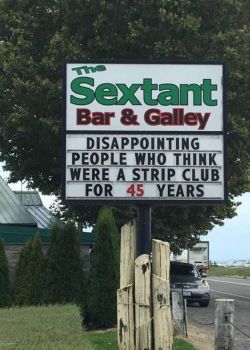 The
Sextant
Bar & Galley
DISAPPOINTING
PEOPLE WHO THINK
WERE A STRIP CLUB
FOR 45 YEARS